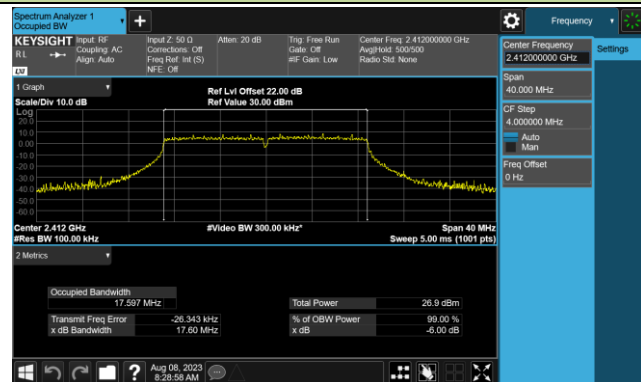 Spectrum Analyzer 1
Occupied BW
Frequency
KEYSIGHT
RL
Input: RF
Coupling: AC
Align: Auto
Input Z: 50 Ω
Corrections: Off
Freq Ref: Int (S)
NFE: Off
Atten: 20 dB
Trig: Free Run
Gate: Off
#IF Gain: Low
Center Freq: 2.412000000 GHz
Avg|Hold: 500/500
Radio Std: None
LXI
Center Frequency
2.412000000 GHz
Settings
Span
40.000 MHz
CF Step
4.000000 MHz
Auto
Man
Freq Offset
0 Hz
1 Graph
Scale/Div 10.0 dB
Ref Lvl Offset 22.00 dB
Ref Value 30.00 dBm
Log
20.0
10.0
0.00
-10.0
-20.0
-30.0
-40.0
-50.0
-60.0
Center 2.412 GHz
#Res BW 100.00 kHz
#Video BW 300.00 kHz*
Span 40 MHz
Sweep 5.00 ms (1001 pts)
2 Metrics
Occupied Bandwidth
17.597 MHz
Total Power 26.9 dBm
Transmit Freq Error -26.343 kHz
% of OBW Power 99.00 %
x dB Bandwidth 17.60 MHz
x dB -6.00 dB
?
Aug 08, 2023
8:28:58 AM